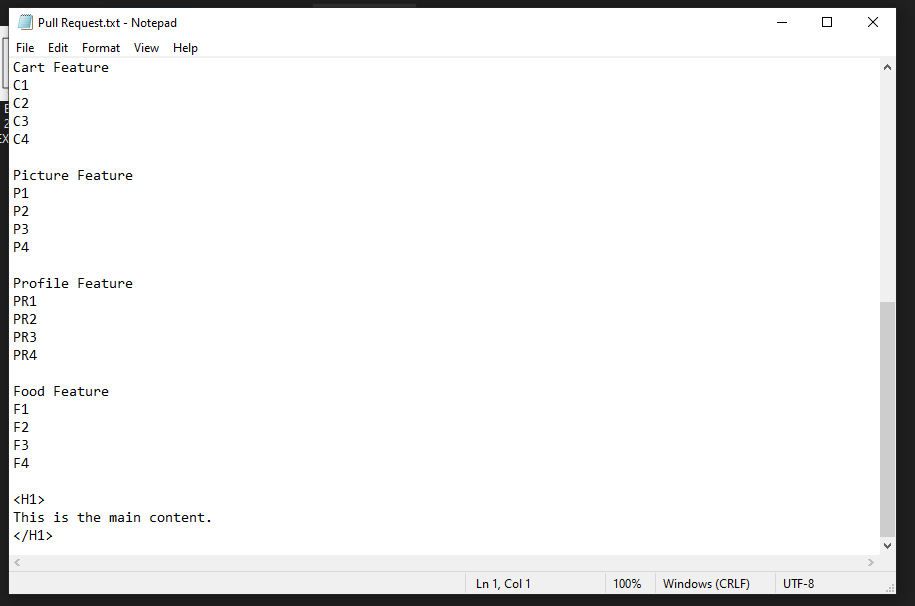 Pull Request.txt - Notepad
File Edit Format View Help
Cart Feature
C1
C2
C3
C4
Picture Feature
P1
P2
P3
P4
Profile Feature
PR1
PR2
PR3
PR4
Food Feature
F1
F2
F3
F4
<H1>
This is the main content.
</H1>
Ln 1, Col 1 100% Windows (CRLF) UTF-8